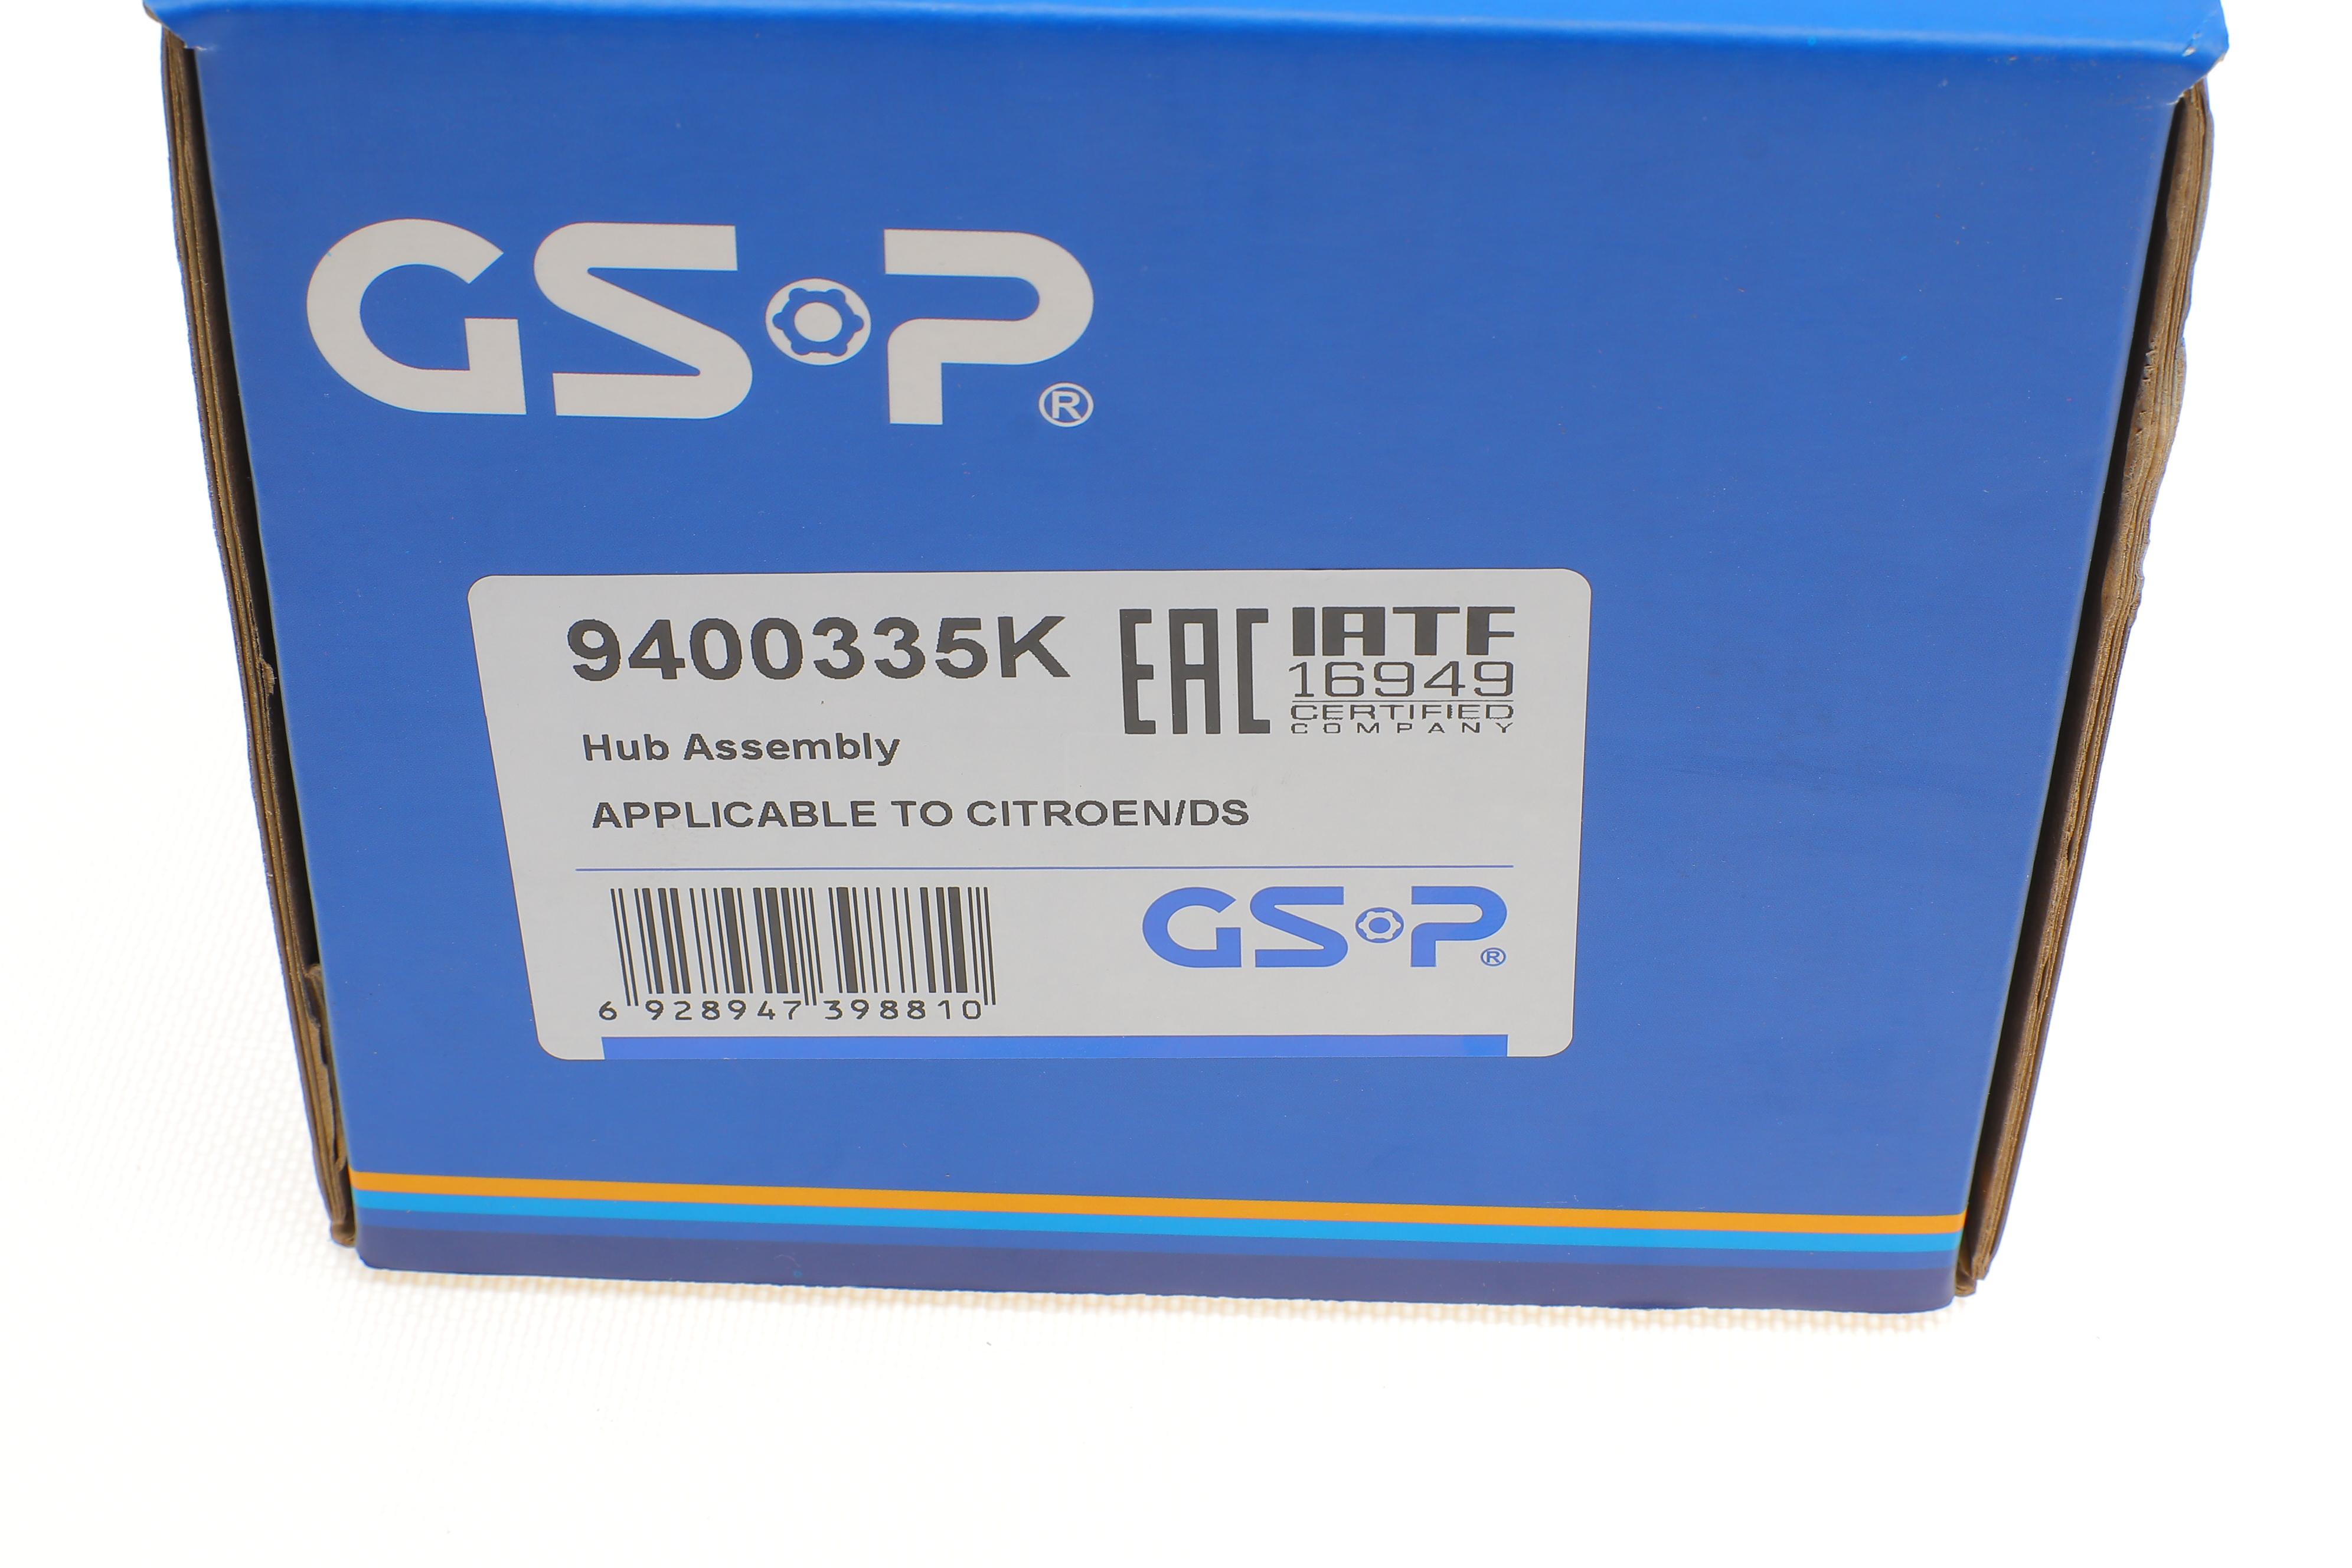 GSP®
9400335K
EAC
IATF
16949
CERTIFIED
COMPANY
Hub Assembly
APPLICABLE TO CITROEN/DS
6 928947 398810
GSP®